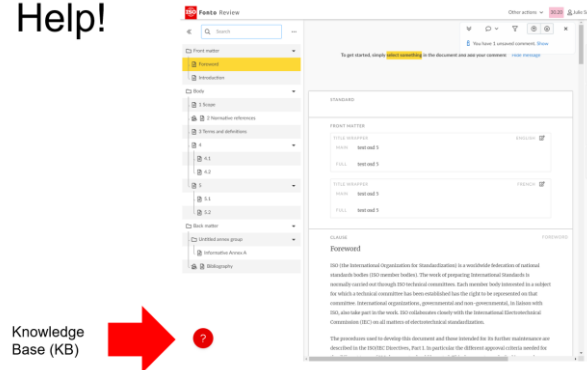 Help!
ISO Fonto Review
Other actions
Search
You have 1 unsaved comment. Show
To get started, simply select something in the document and add your comment. Hide message
Front matter
Foreword
Introduction
Body
1 Scope
2 Normative references
3 Terms and definitions
4
4.1
4.2
5
5.1
5.2
Back matter
Untitled annex group
Informative Annex A
Bibliography
STANDARD
FRONT MATTER
TITLE WRAPPER ENGLISH
MAIN test ond 5
FULL test ond 5
TITLE WRAPPER FRENCH
MAIN test ond 5
FULL test ond 5
CLAUSE FOREWORD
Foreword
ISO (the International Organization for Standardization) is a worldwide federation of national
standards bodies (ISO member bodies). The work of preparing International Standards is
normally carried out through ISO technical committees. Each member body interested in a subject
for which a technical committee has been established has the right to be represented on that
committee. International organizations, governmental and non-governmental, in liaison with
ISO, also take part in the work. ISO collaborates closely with the International Electrotechnical
Commission (IEC) on all matters of electrotechnical standardization.
The procedures used to develop this document and those intended for its further maintenance are
described in the ISO/IEC Directives, Part 1. In particular the different approval criteria needed for
Knowledge
Base (KB)
?